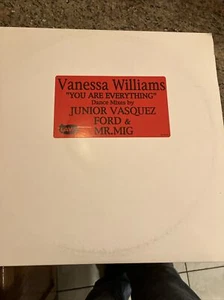 Vanessa Williams
"YOU ARE EVERYTHING"
Dance Mixes by
JUNIOR VASQUEZ
FORD &
MR.MIG